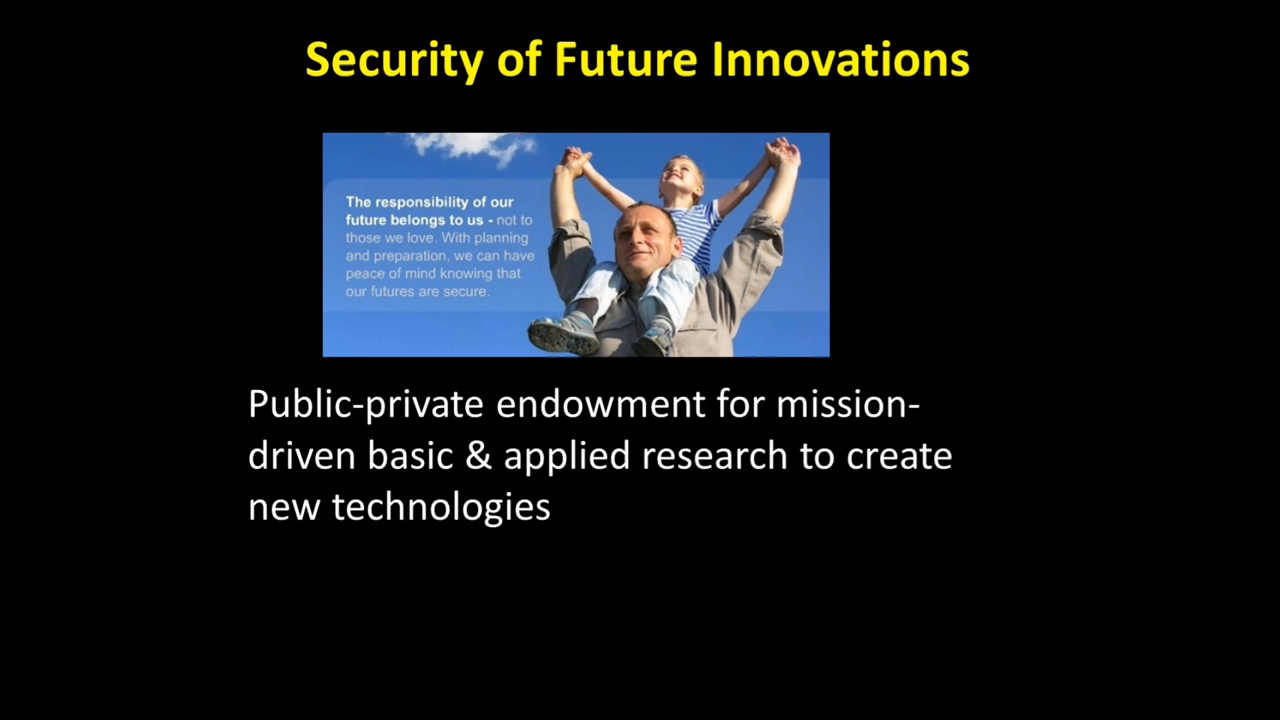 Security of Future Innovations
The responsibility of our
future belongs to us - not to
those we love. With planning
and preparation, we can have
peace of mind knowing that
our futures are secure.
Public-private endowment for mission-
driven basic & applied research to create
new technologies